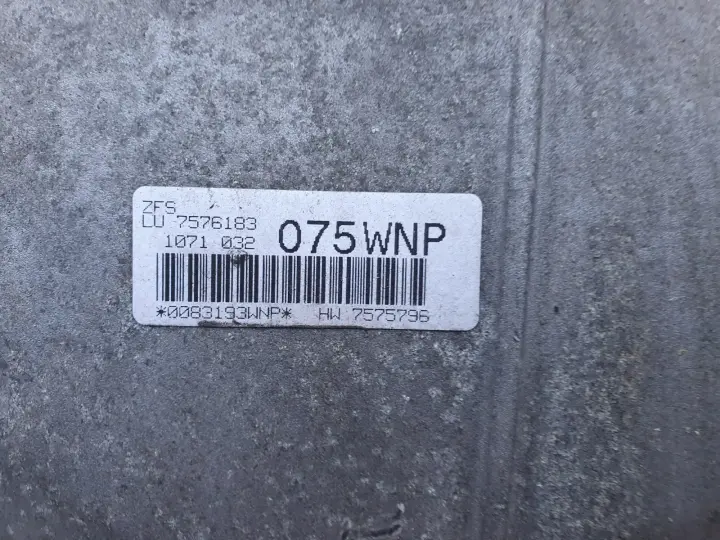 ZFS
LU 7576183
1071 032 075WNP
*0083193WNP* HW 7575796